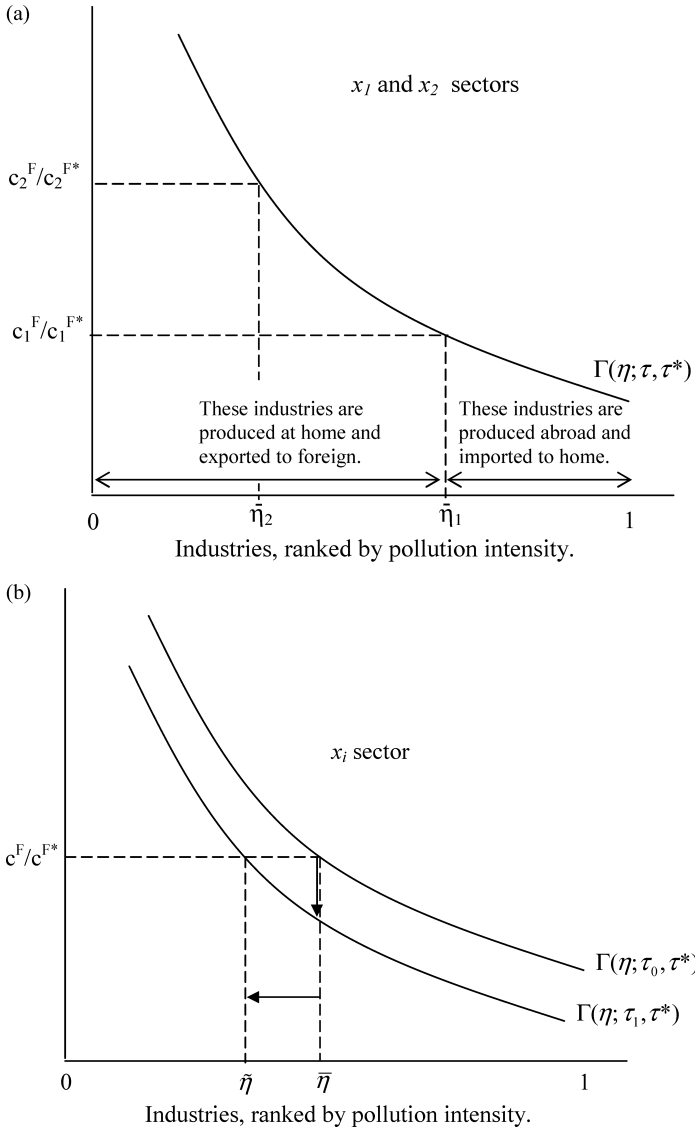 (a)
x₁ and x₂ sectors
c₂ᶠ/c₂ᶠ*
c₁ᶠ/c₁ᶠ*
Γ(η;τ,τ*)
These industries are
produced at home and
exported to foreign.
These industries are
produced abroad and
imported to home.
0
η̄₂
η̄₁
1
Industries, ranked by pollution intensity.
(b)
xᵢ sector
cᶠ/cᶠ*
Γ(η;τ₀,τ*)
Γ(η;τ₁,τ*)
0
η̃
η̄
1
Industries, ranked by pollution intensity.